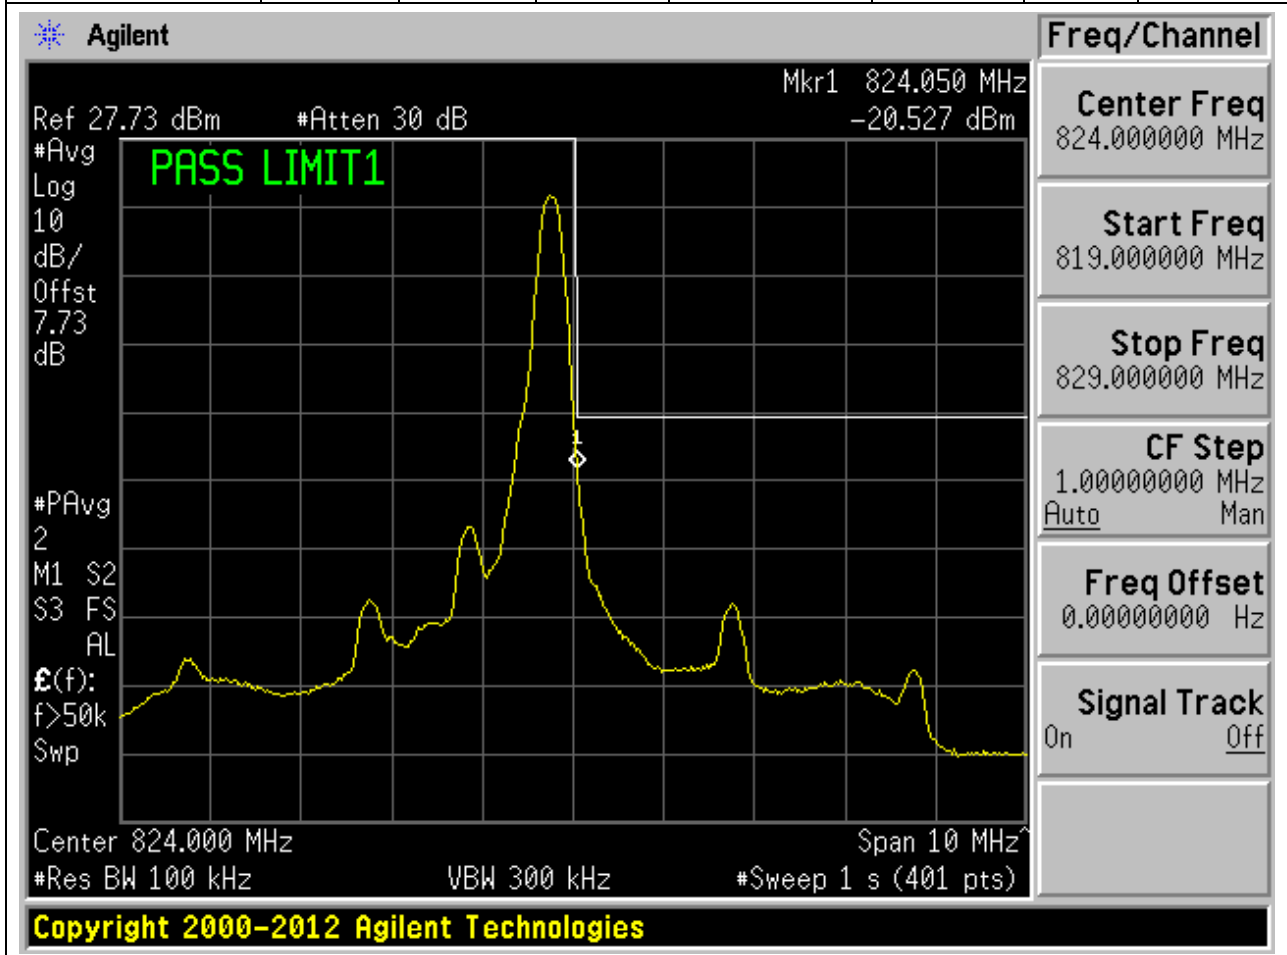 Agilent
Freq/Channel
Mkr1 824.050 MHz
Ref 27.73 dBm #Atten 30 dB -20.527 dBm
#Avg
Log
10
dB/
Offst
7.73
dB
PASS LIMIT1
1
#PAvg
2
M1 S2
S3 FS
AL
£(f):
f>50k
Swp
Center 824.000 MHz Span 10 MHz^
#Res BW 100 kHz VBW 300 kHz #Sweep 1 s (401 pts)
Center Freq
824.000000 MHz
Start Freq
819.000000 MHz
Stop Freq
829.000000 MHz
CF Step
1.00000000 MHz
Auto Man
Freq Offset
0.00000000 Hz
Signal Track
On Off
Copyright 2000-2012 Agilent Technologies